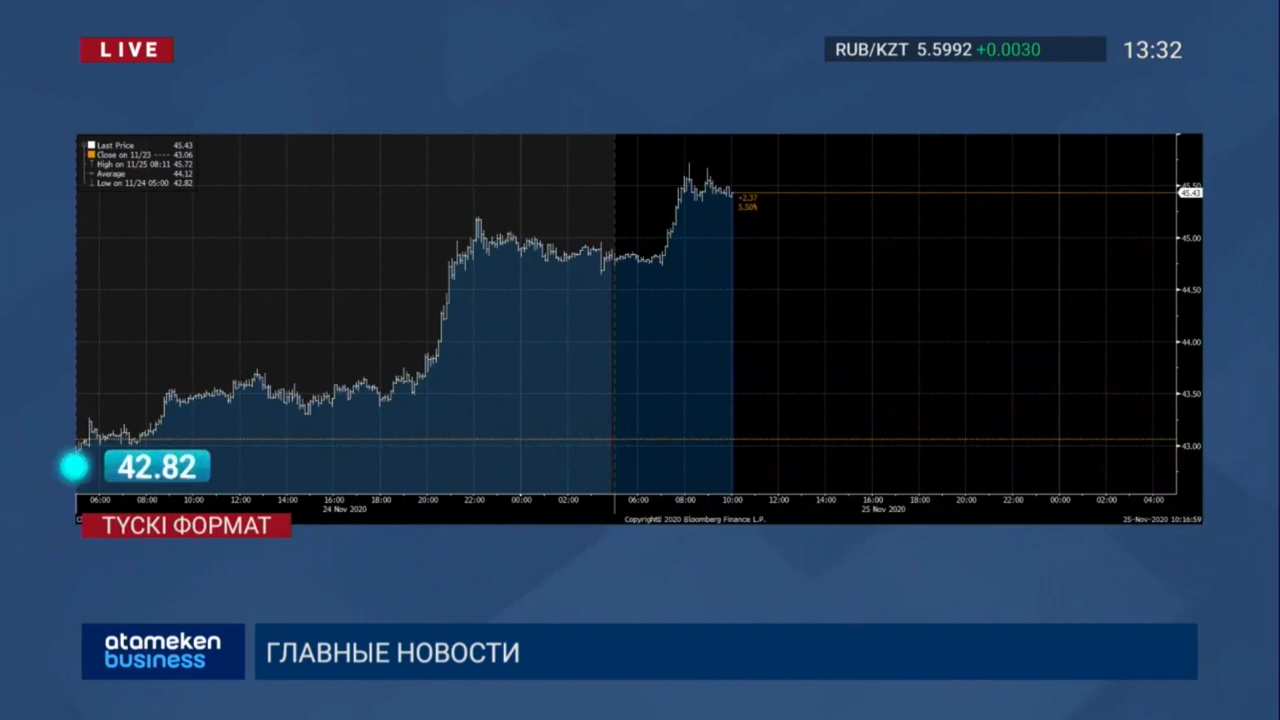 LIVE
RUB/KZT 5.5992 +0.0030
13:32
Last Price 45.43
Close on 11/23 ---- 43.06
High on 11/25 08:11 45.72
Average 44.12
Low on 11/24 05:00 42.82
+2.37
5.50%
45.50
45.43
45.00
44.50
44.00
43.50
43.00
42.82
06:00 08:00 10:00 12:00 14:00 16:00 18:00 20:00 22:00 00:00 02:00 06:00 08:00 10:00 12:00 14:00 16:00 18:00 20:00 22:00 00:00 02:00 04:00
24 Nov 2020 25 Nov 2020
Copyright© 2020 Bloomberg Finance L.P.
25-Nov-2020 10:16:59
ТҮСКІ ФОРМАТ
atameken
business
ГЛАВНЫЕ НОВОСТИ